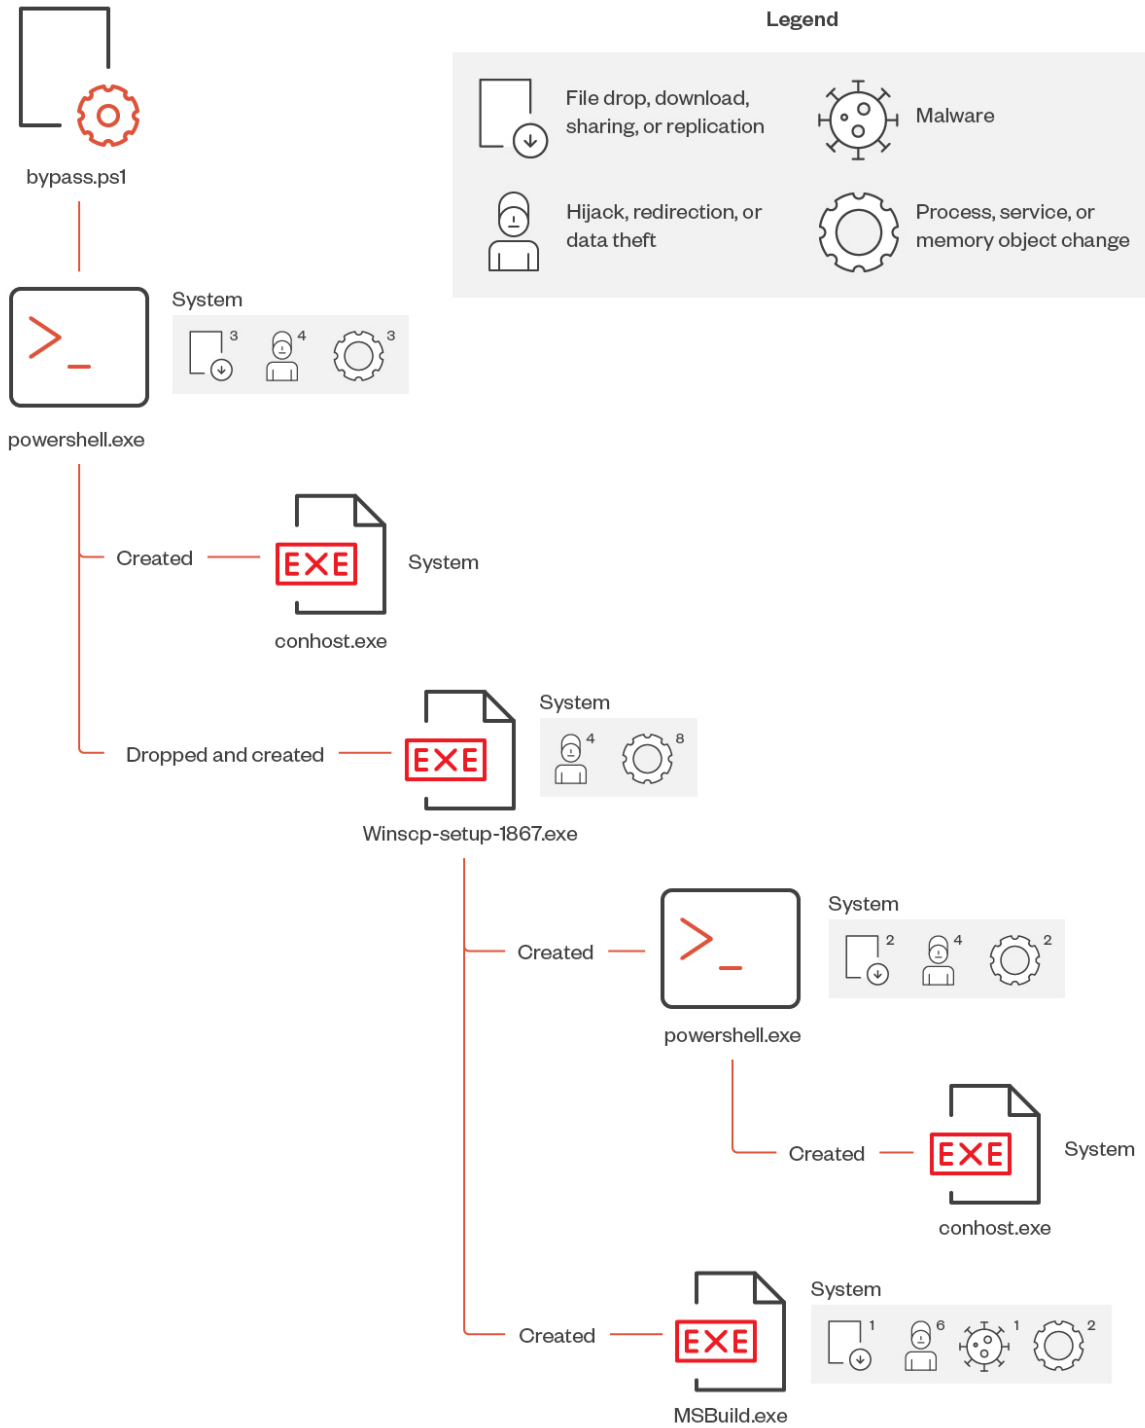 Legend
File drop, download,
sharing, or replication
Malware
Hijack, redirection, or
data theft
Process, service, or
memory object change
bypass.ps1
System
3
4
3
>_
powershell.exe
Created
EXE
System
conhost.exe
System
4
8
Dropped and created
EXE
Winscp-setup-1867.exe
System
2
4
2
Created
>_
powershell.exe
Created
EXE
System
conhost.exe
System
1
6
1
2
Created
EXE
MSBuild.exe